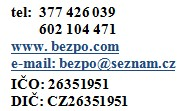 tel: 377 426 039
602 104 471
www. bezpo.com
e-mail: bezpo@seznam.cz
IČO: 26351951
DIČ: CZ26351951